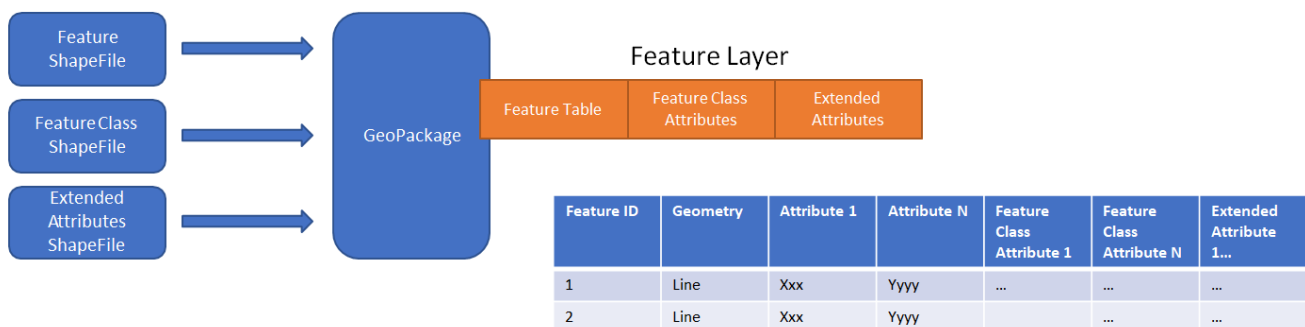 Feature
ShapeFile
Feature Class
ShapeFile
Extended
Attributes
ShapeFile
GeoPackage
Feature Layer
Feature Table
Feature Class
Attributes
Extended
Attributes
Feature ID
Geometry
Attribute 1
Attribute N
Feature
Class
Attribute 1
Feature
Class
Attribute N
Extended
Attribute
1...
1
Line
Xxx
Yyyy
...
...
...
2
Line
Xxx
Yyyy
...
...